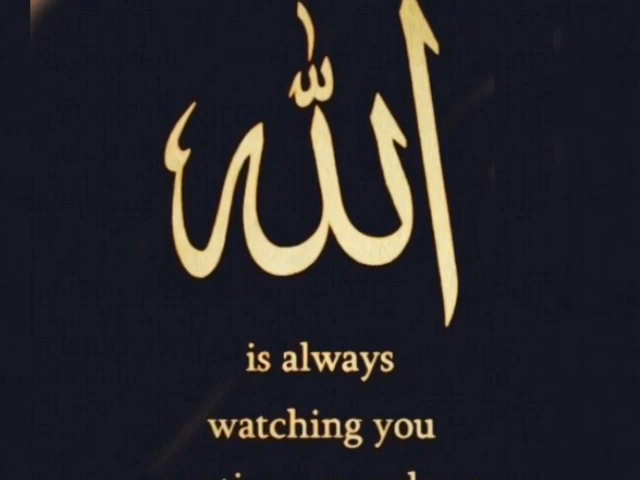 الله
is always
watching you